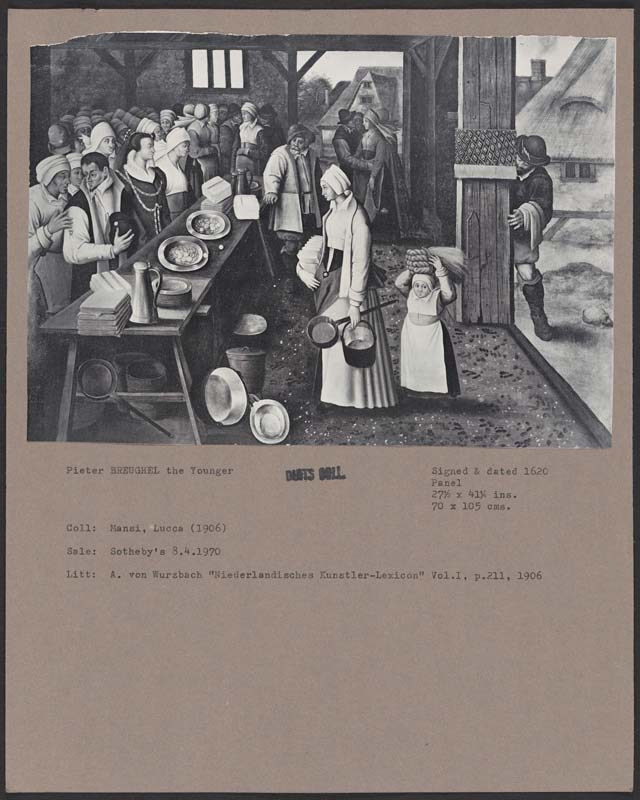 Pieter BREUGHEL the Younger
DUITS COLL.
Signed & dated 1620
Panel
27½ x 41¼ ins.
70 x 105 cms.
Coll: Mansi, Lucca (1906)
Sale: Sotheby's 8.4.1970
Litt: A. von Wurzbach "Niederlandisches Kunstler-Lexicon" Vol.I, p.211, 1906